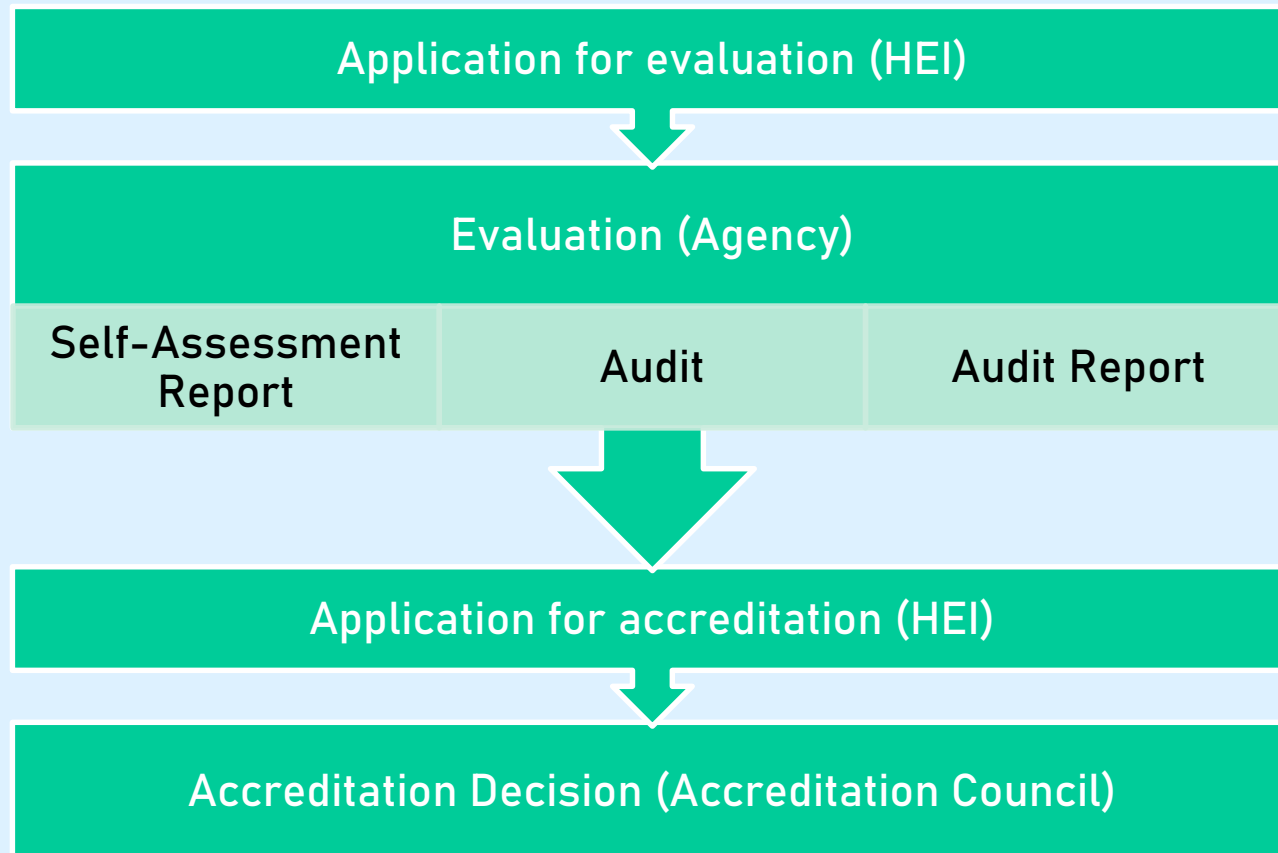 Application for evaluation (HEI)
Evaluation (Agency)
Self-Assessment
Report
Audit
Audit Report
Application for accreditation (HEI)
Accreditation Decision (Accreditation Council)